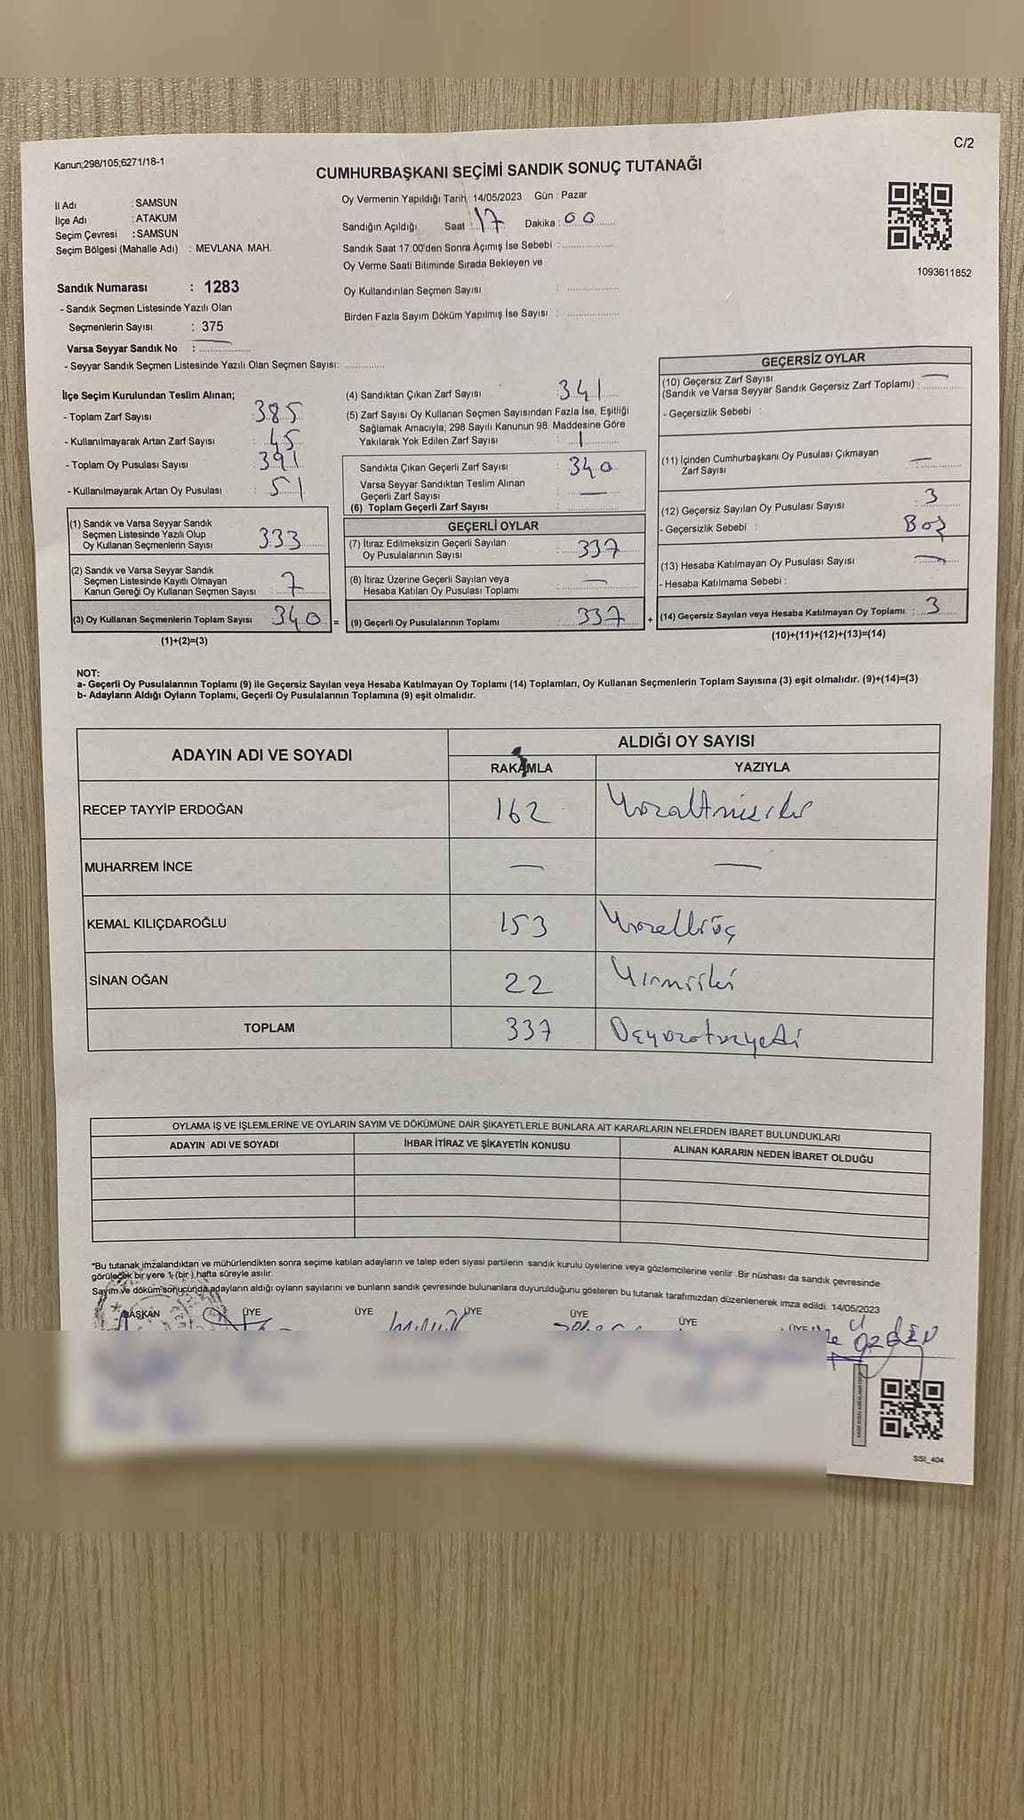 C/2
Kanun;298/105;6271/18-1
CUMHURBAŞKANI SEÇİMİ SANDIK SONUÇ TUTANAĞI
İl Adı : SAMSUN
İlçe Adı : ATAKUM
Seçim Çevresi : SAMSUN
Seçim Bölgesi (Mahalle Adı) : MEVLANA MAH.
Oy Vermenin Yapıldığı Tarih 14/05/2023 Gün : Pazar
Sandığın Açıldığı Saat : 17 Dakika : 00
Sandık Saat 17:00'den Sonra Açımış İse Sebebi :
Oy Verme Saati Bitiminde Sırada Bekleyen ve
Oy Kullandırılan Seçmen Sayısı :
Birden Fazla Sayım Döküm Yapılmış İse Sayısı :
1093611852
Sandık Numarası : 1283
- Sandık Seçmen Listesinde Yazılı Olan
Seçmenlerin Sayısı : 375
Varsa Seyyar Sandık No :
- Seyyar Sandık Seçmen Listesinde Yazılı Olan Seçmen Sayısı:
İlçe Seçim Kurulundan Teslim Alınan;
- Toplam Zarf Sayısı : 385
- Kullanılmayarak Artan Zarf Sayısı : 45
- Toplam Oy Pusulası Sayısı : 391
- Kullanılmayarak Artan Oy Pusulası : 51
(1) Sandık ve Varsa Seyyar Sandık
Seçmen Listesinde Yazılı Olup
Oy Kullanan Seçmenlerin Sayısı : 333
(2) Sandık ve Varsa Seyyar Sandık
Seçmen Listesinde Kayıtlı Olmayan
Kanun Gereği Oy Kullanan Seçmen Sayısı : 7
(3) Oy Kullanan Seçmenlerin Toplam Sayısı : 340 =
(1)+(2)=(3)
(4) Sandıktan Çıkan Zarf Sayısı : 341
(5) Zarf Sayısı Oy Kullanan Seçmen Sayısından Fazla İse, Eşitliği
Sağlamak Amacıyla; 298 Sayılı Kanunun 98. Maddesine Göre
Yakılarak Yok Edilen Zarf Sayısı : 1
Sandıkta Çıkan Geçerli Zarf Sayısı : 340
Varsa Seyyar Sandıktan Teslim Alınan
Geçerli Zarf Sayısı : —
(6) Toplam Geçerli Zarf Sayısı :
GEÇERLİ OYLAR
(7) İtiraz Edilmeksizin Geçerli Sayılan
Oy Pusulalarının Sayısı : 337
(8) İtiraz Üzerine Geçerli Sayılan veya
Hesaba Katılan Oy Pusulası Toplamı : —
(9) Geçerli Oy Pusulalarının Toplamı : 337 +
GEÇERSİZ OYLAR
(10) Geçersiz Zarf Sayısı —
(Sandık ve Varsa Seyyar Sandık Geçersiz Zarf Toplamı) :
- Geçersizlik Sebebi :
(11) İçinden Cumhurbaşkanı Oy Pusulası Çıkmayan
Zarf Sayısı : —
(12) Geçersiz Sayılan Oy Pusulası Sayısı : 3
- Geçersizlik Sebebi : Boş
(13) Hesaba Katılmayan Oy Pusulası Sayısı : —
- Hesaba Katılmama Sebebi :
(14) Geçersiz Sayılan veya Hesaba Katılmayan Oy Toplamı : 3
(10)+(11)+(12)+(13)=(14)
NOT:
a- Geçerli Oy Pusulalarının Toplamı (9) ile Geçersiz Sayılan veya Hesaba Katılmayan Oy Toplamı (14) Toplamları, Oy Kullanan Seçmenlerin Toplam Sayısına (3) eşit olmalıdır. (9)+(14)=(3)
b- Adayların Aldığı Oyların Toplamı, Geçerli Oy Pusulalarının Toplamına (9) eşit olmalıdır.
ADAYIN ADI VE SOYADI ALDIĞI OY SAYISI
RAKAMLA YAZIYLA
RECEP TAYYİP ERDOĞAN 162 Yüzaltmışiki
MUHARREM İNCE — —
KEMAL KILIÇDAROĞLU 153 Yüzelliüç
SİNAN OĞAN 22 Yirmiiki
TOPLAM 337 Üçyüzotuzyedi
OYLAMA İŞ VE İŞLEMLERİNE VE OYLARIN SAYIM VE DÖKÜMÜNE DAİR ŞİKAYETLERLE BUNLARA AİT KARARLARIN NELERDEN İBARET BULUNDUKLARI
ADAYIN ADI VE SOYADI İHBAR İTİRAZ VE ŞİKAYETİN KONUSU ALINAN KARARIN NEDEN İBARET OLDUĞU
*Bu tutanak imzalandıktan ve mühürlendikten sonra seçime katılan adayların ve talep eden siyasi partilerin sandık kurulu üyelerine veya gözlemcilerine verilir. Bir nüshası da sandık çevresinde
görülecek bir yere 1 (bir) hafta süreyle asılır.
Sayım ve döküm sonucunda adayların aldığı oyların sayılarını ve bunların sandık çevresinde bulunanlara duyurulduğunu gösteren bu tutanak tarafımızdan düzenlenerek imza edildi. 14/05/2023
BAŞKAN ÜYE ÜYE ÜYE ÜYE ÜYE ÜYE
SSI_404